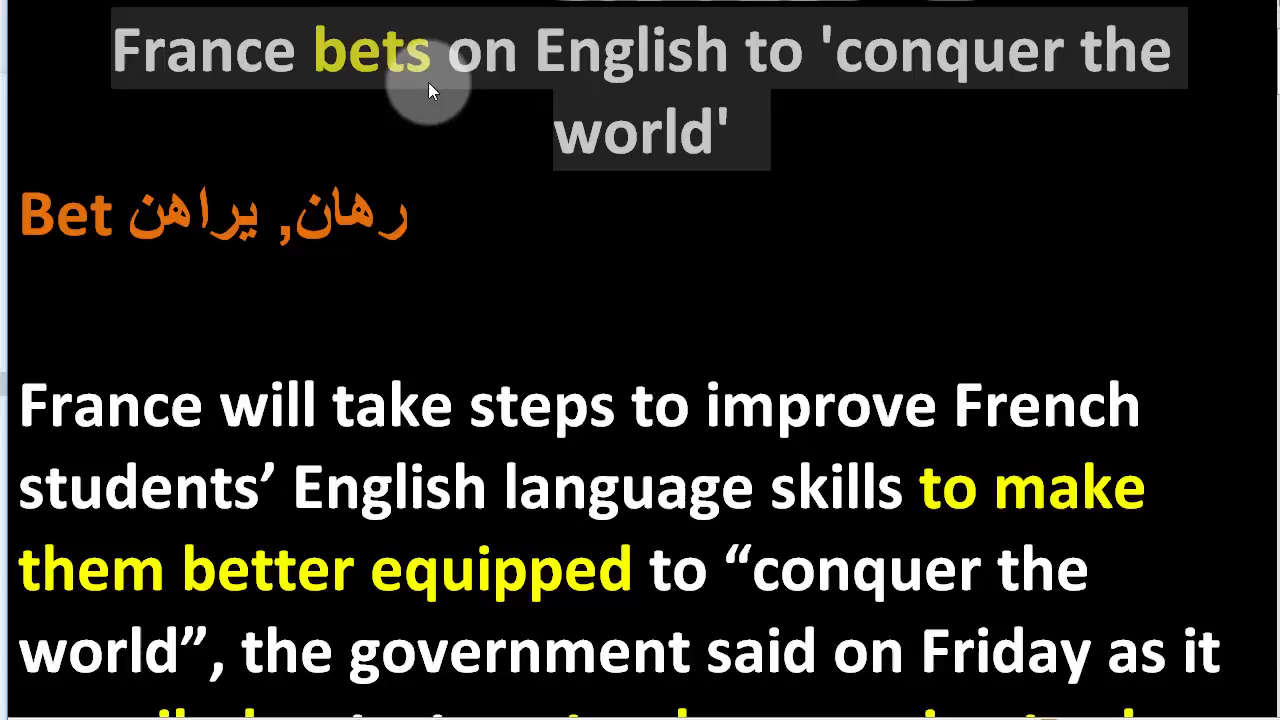 France bets on English to 'conquer the
world'
Bet رهان, يراهن
France will take steps to improve French
students’ English language skills to make
them better equipped to “conquer the
world”, the government said on Friday as it